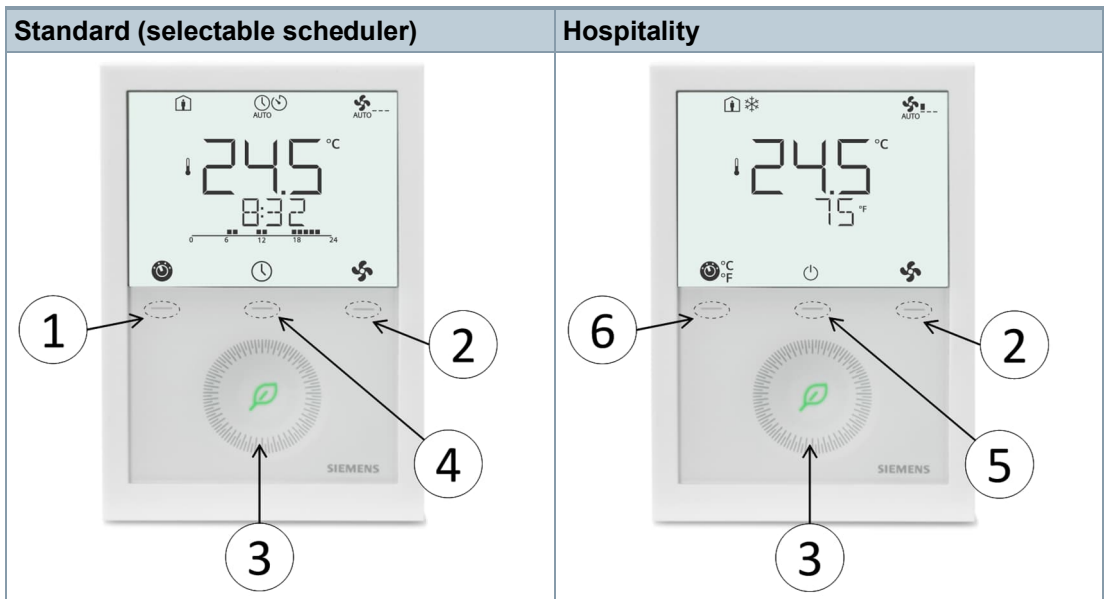 Standard (selectable scheduler)
Hospitality
AUTO
AUTO
24.5 °C
8:32
0 6 12 18 24
1
2
4
SIEMENS
3
AUTO
24.5 °C
75 °F
°C
°F
6
2
5
SIEMENS
3